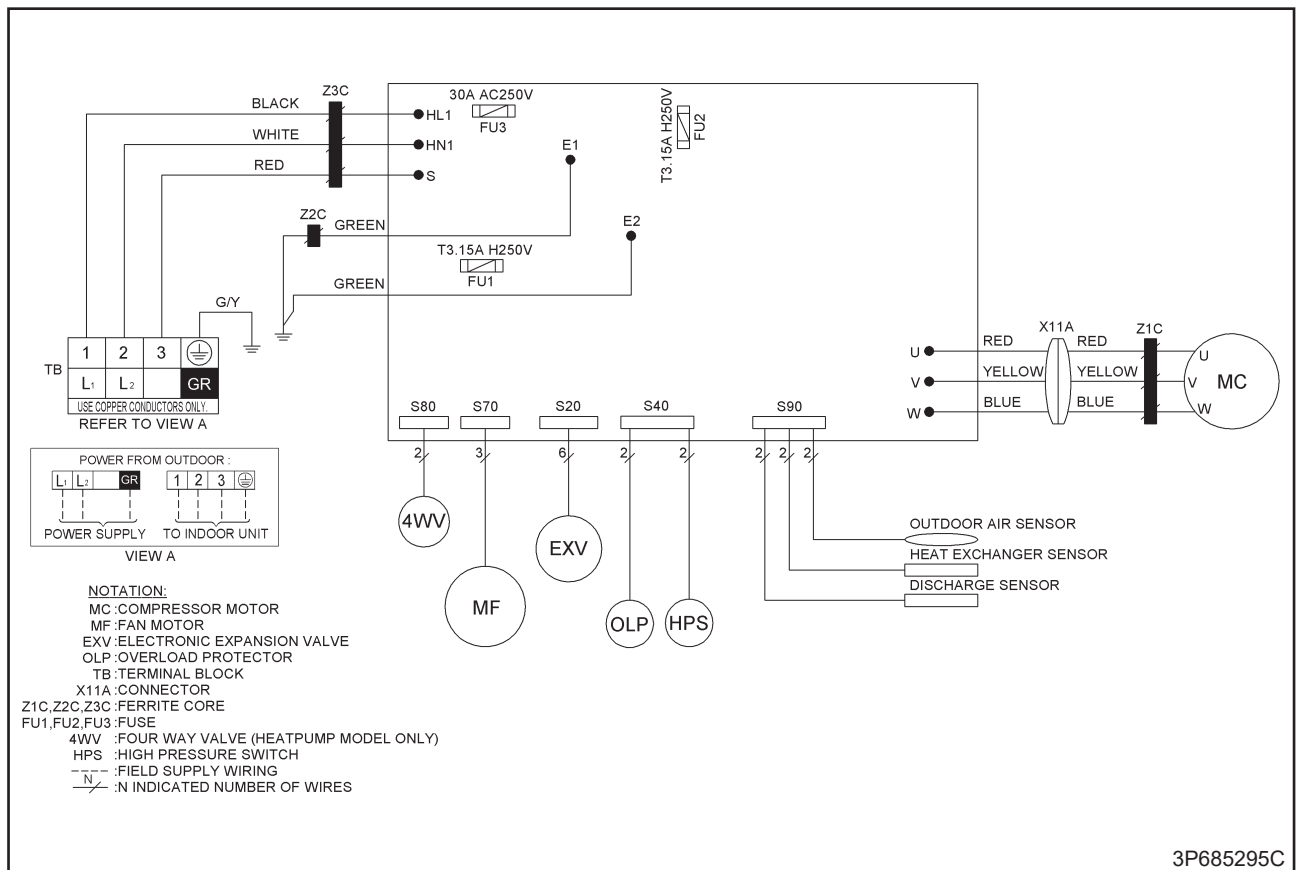 Z3C
BLACK
HL1
WHITE
HN1
RED
S
30A AC250V
FU3
T3.15A H250V
FU2
E1
E2
Z2C
GREEN
T3.15A H250V
FU1
GREEN
G/Y
TB
1 2 3
L1 L2 GR
USE COPPER CONDUCTORS ONLY.
REFER TO VIEW A
POWER FROM OUTDOOR :
L1 L2 GR 1 2 3
POWER SUPPLY TO INDOOR UNIT
VIEW A
X11A
Z1C
U RED RED U
V YELLOW YELLOW V
W BLUE BLUE W
MC
S80 S70 S20 S40 S90
2 3 6 2 2 2 2 2
4WV
EXV
MF
OLP
HPS
OUTDOOR AIR SENSOR
HEAT EXCHANGER SENSOR
DISCHARGE SENSOR
NOTATION:
MC :COMPRESSOR MOTOR
MF :FAN MOTOR
EXV :ELECTRONIC EXPANSION VALVE
OLP :OVERLOAD PROTECTOR
TB :TERMINAL BLOCK
X11A :CONNECTOR
Z1C,Z2C,Z3C :FERRITE CORE
FU1,FU2,FU3 :FUSE
4WV :FOUR WAY VALVE (HEATPUMP MODEL ONLY)
HPS :HIGH PRESSURE SWITCH
:FIELD SUPPLY WIRING
N :N INDICATED NUMBER OF WIRES
3P685295C